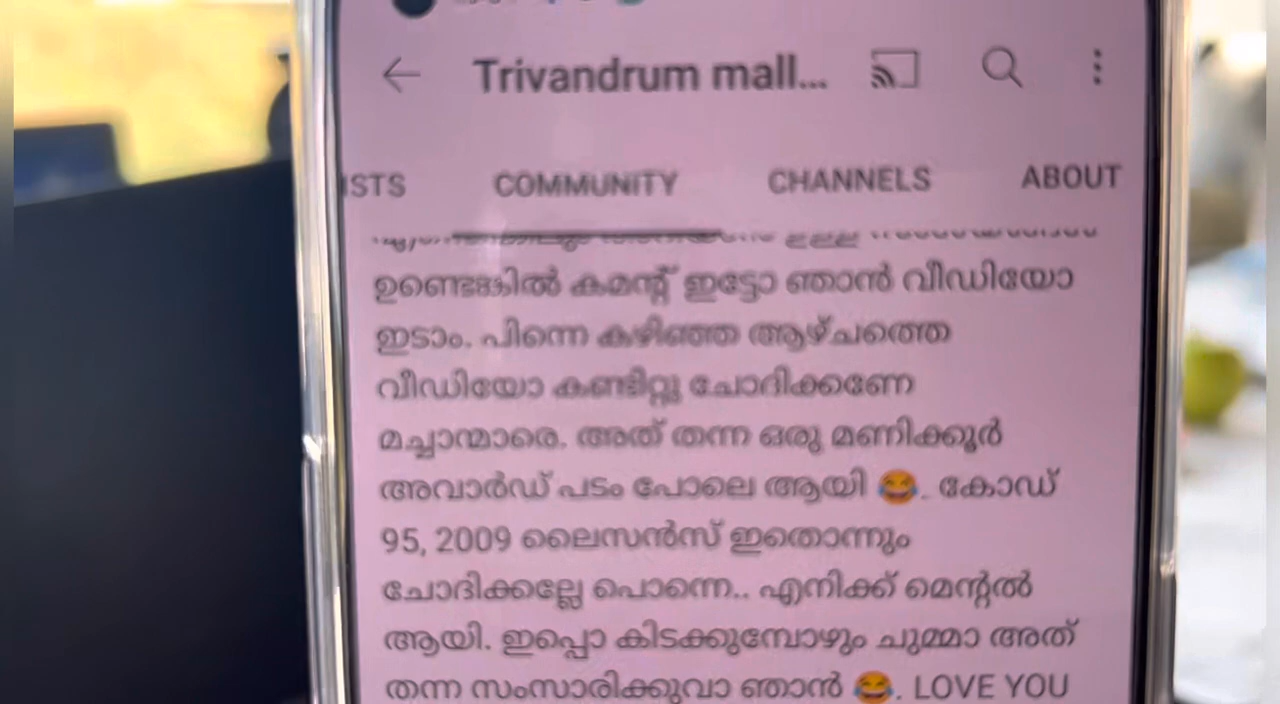 Trivandrum mall...
ISTS COMMUNITY CHANNELS ABOUT
ഉണ്ടെങ്കിൽ കമന്റ് ഇട്ടോ ഞാൻ വീഡിയോ
ഇടാം. പിന്നെ കഴിഞ്ഞ ആഴ്ചത്തെ
വീഡിയോ കണ്ടിട്ടു ചോദിക്കണേ
മച്ചാന്മാരെ. അത് തന്ന ഒരു മണിക്കൂർ
അവാർഡ് പടം പോലെ ആയി 😂. കോഡ്
95, 2009 ലൈസൻസ് ഇതൊന്നും
ചോദിക്കല്ലേ പൊന്നെ.. എനിക്ക് മെന്റൽ
ആയി. ഇപ്പൊ കിടക്കുമ്പോഴും ചുമ്മാ അത്
തന്ന സംസാരിക്കുവാ ഞാൻ 😂. LOVE YOU